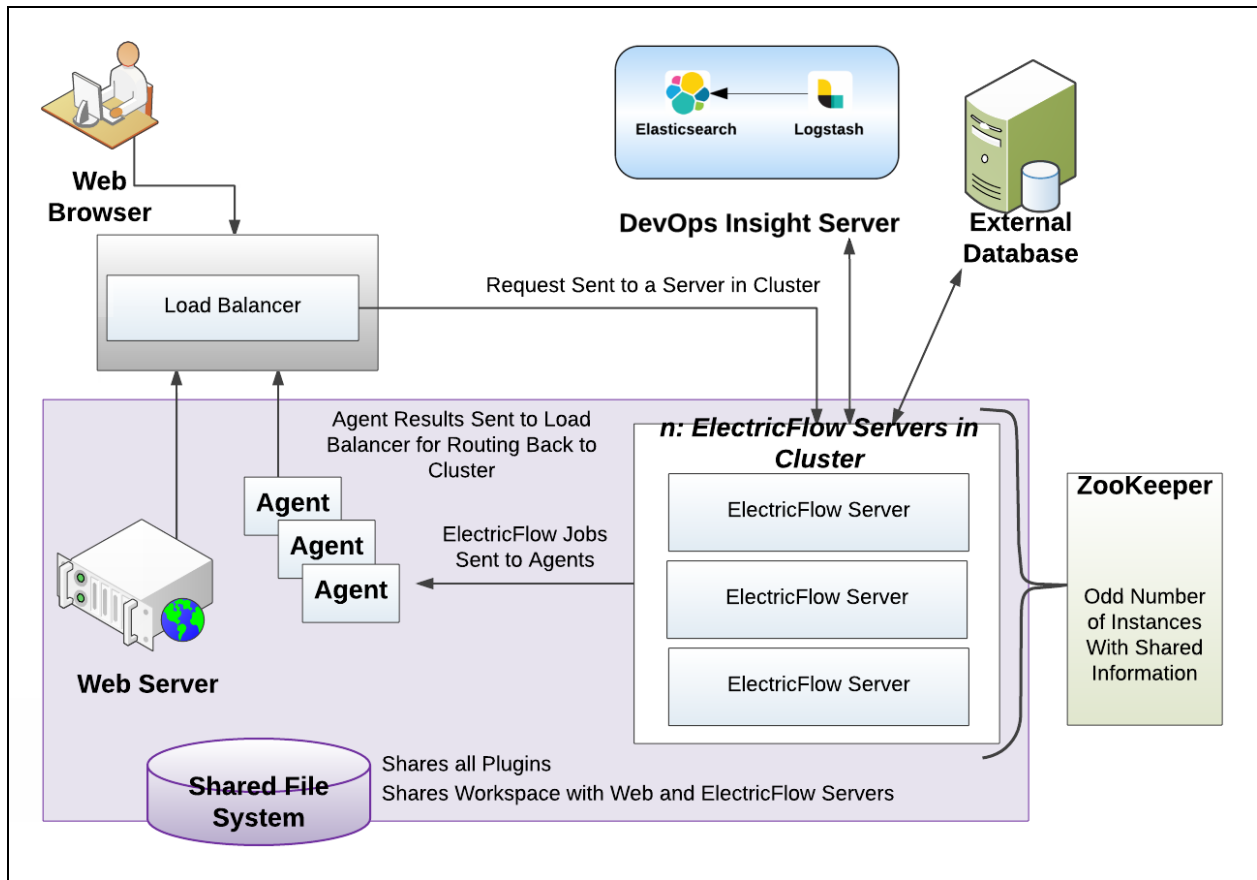 Web
Browser
Elasticsearch
Logstash
DevOps Insight Server
External
Database
Load Balancer
Request Sent to a Server in Cluster
Agent Results Sent to Load
Balancer for Routing Back to
Cluster
n: ElectricFlow Servers in
Cluster
ElectricFlow Server
ElectricFlow Server
ElectricFlow Server
ZooKeeper
Odd Number
of Instances
With Shared
Information
Agent
Agent
Agent
ElectricFlow Jobs
Sent to Agents
Web Server
Shared File
System
Shares all Plugins
Shares Workspace with Web and ElectricFlow Servers